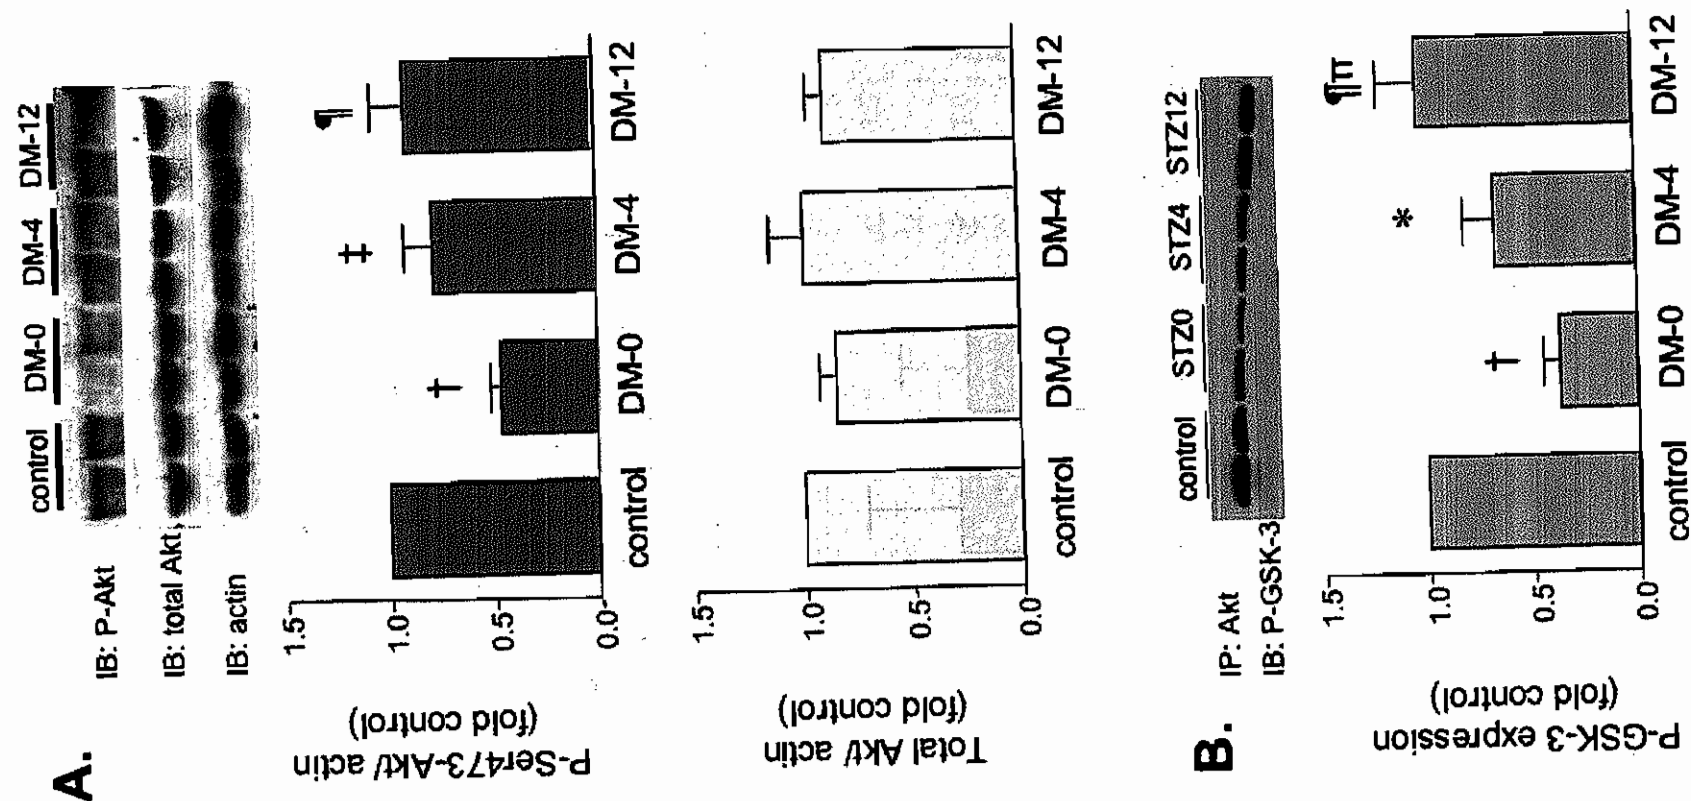 A.
control DM-0 DM-4 DM-12
IB: P-Akt
IB: total Akt
IB: actin
P-Ser473-Akt/ actin
(fold control)
1.5
1.0
0.5
0.0
† ‡ ¶
control DM-0 DM-4 DM-12
Total Akt/ actin
(fold control)
1.5
1.0
0.5
0.0
control DM-0 DM-4 DM-12
B.
control STZ0 STZ4 STZ12
IP: Akt
IB: P-GSK-3
P-GSK-3 expression
(fold control)
1.5
1.0
0.5
0.0
† * ¶π
control DM-0 DM-4 DM-12